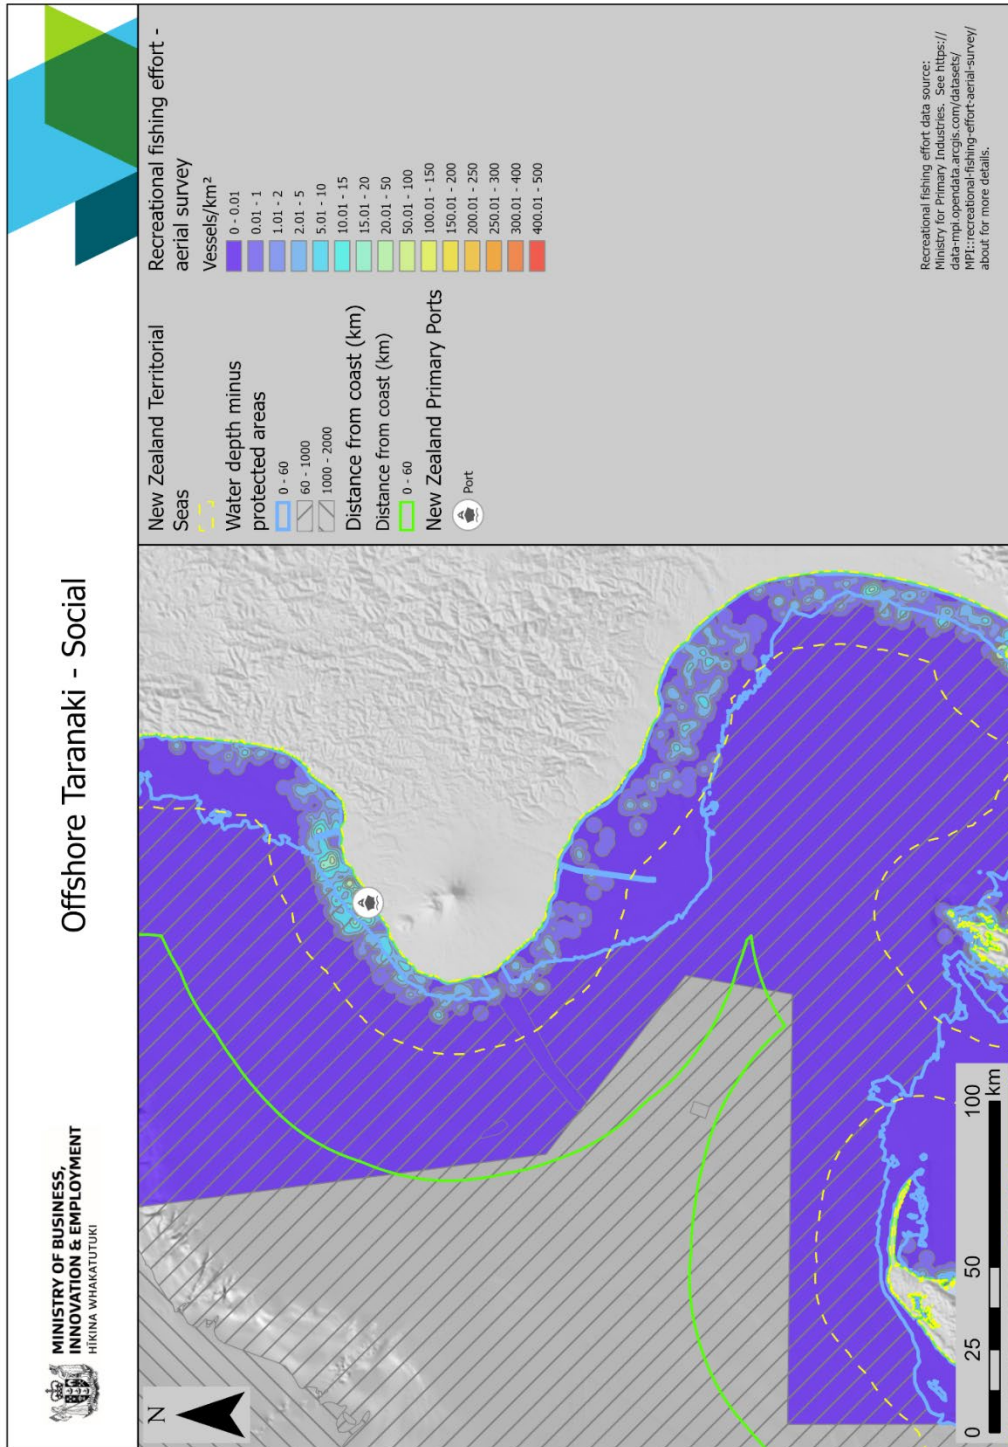 MINISTRY OF BUSINESS,
INNOVATION & EMPLOYMENT
HĪKINA WHAKATUTUKI
Offshore Taranaki - Social
N
0
25
50
100
km
New Zealand Territorial
Seas
Water depth minus
protected areas
0 - 60
60 - 1000
1000 - 2000
Distance from coast (km)
Distance from coast (km)
0 - 60
New Zealand Primary Ports
Port
Recreational fishing effort -
aerial survey
Vessels/km²
0 - 0.01
0.01 - 1
1.01 - 2
2.01 - 5
5.01 - 10
10.01 - 15
15.01 - 20
20.01 - 50
50.01 - 100
100.01 - 150
150.01 - 200
200.01 - 250
250.01 - 300
300.01 - 400
400.01 - 500
Recreational fishing effort data source:
Ministry for Primary Industries. See https://
data-mpi.opendata.arcgis.com/datasets/
MPI::recreational-fishing-effort-aerial-survey/
about for more details.